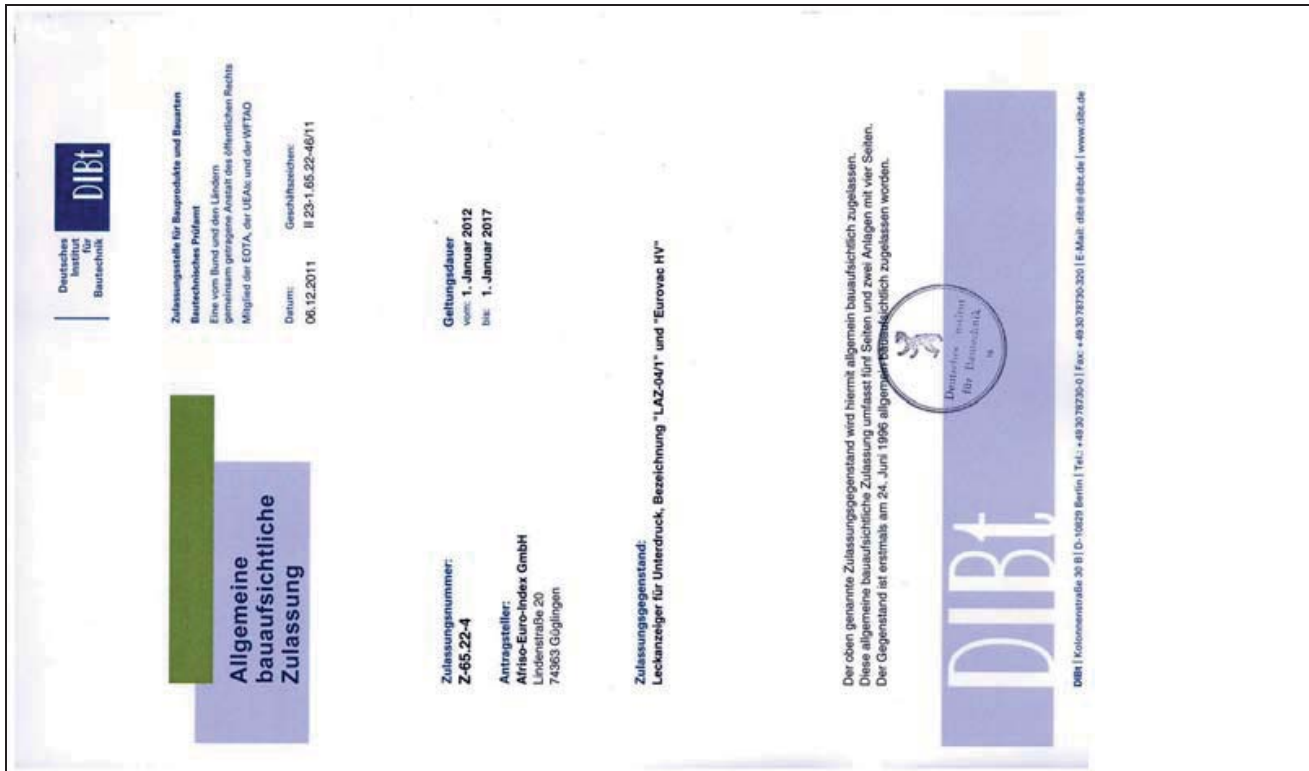 Deutsches
Institut
für
Bautechnik
DIBt
Allgemeine
bauaufsichtliche
Zulassung
Zulassungsstelle für Bauprodukte und Bauarten
Bautechnisches Prüfamt
Eine vom Bund und den Ländern
gemeinsam getragene Anstalt des öffentlichen Rechts
Mitglied der EOTA, der UEAtc und der WFTAO
Datum: Geschäftszeichen:
06.12.2011 II 23-1.65.22-46/11
Zulassungsnummer:
Z-65.22-4
Geltungsdauer
vom: 1. Januar 2012
bis: 1. Januar 2017
Antragsteller:
Afriso-Euro-Index GmbH
Lindenstraße 20
74363 Güglingen
Zulassungsgegenstand:
Leckanzeiger für Unterdruck, Bezeichnung "LAZ-04/1" und "Eurovac HV"
Der oben genannte Zulassungsgegenstand wird hiermit allgemein bauaufsichtlich zugelassen.
Diese allgemeine bauaufsichtliche Zulassung umfasst fünf Seiten und zwei Anlagen mit vier Seiten.
Der Gegenstand ist erstmals am 24. Juni 1996 allgemein bauaufsichtlich zugelassen worden.
Deutsches Institut
für Bautechnik
DIBt
DIBt | Kolonnenstraße 30 B | D-10829 Berlin | Tel.: +49 30 78730-0 | Fax: +49 30 78730-320 | E-Mail: dibt@dibt.de | www.dibt.de